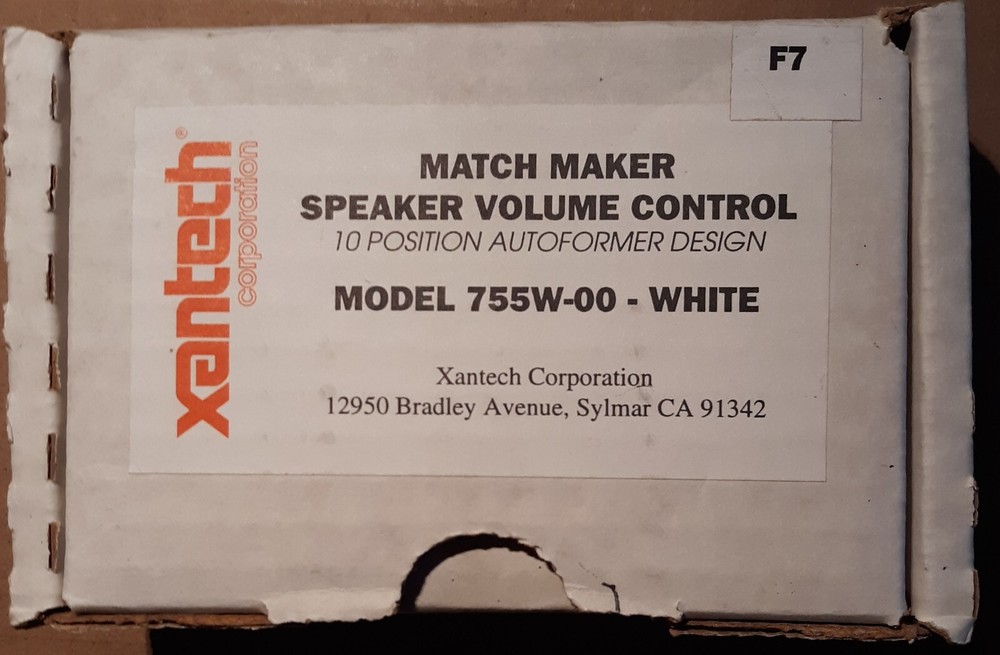 F7
xantech®
corporation
MATCH MAKER
SPEAKER VOLUME CONTROL
10 POSITION AUTOFORMER DESIGN
MODEL 755W-00 - WHITE
Xantech Corporation
12950 Bradley Avenue, Sylmar CA 91342